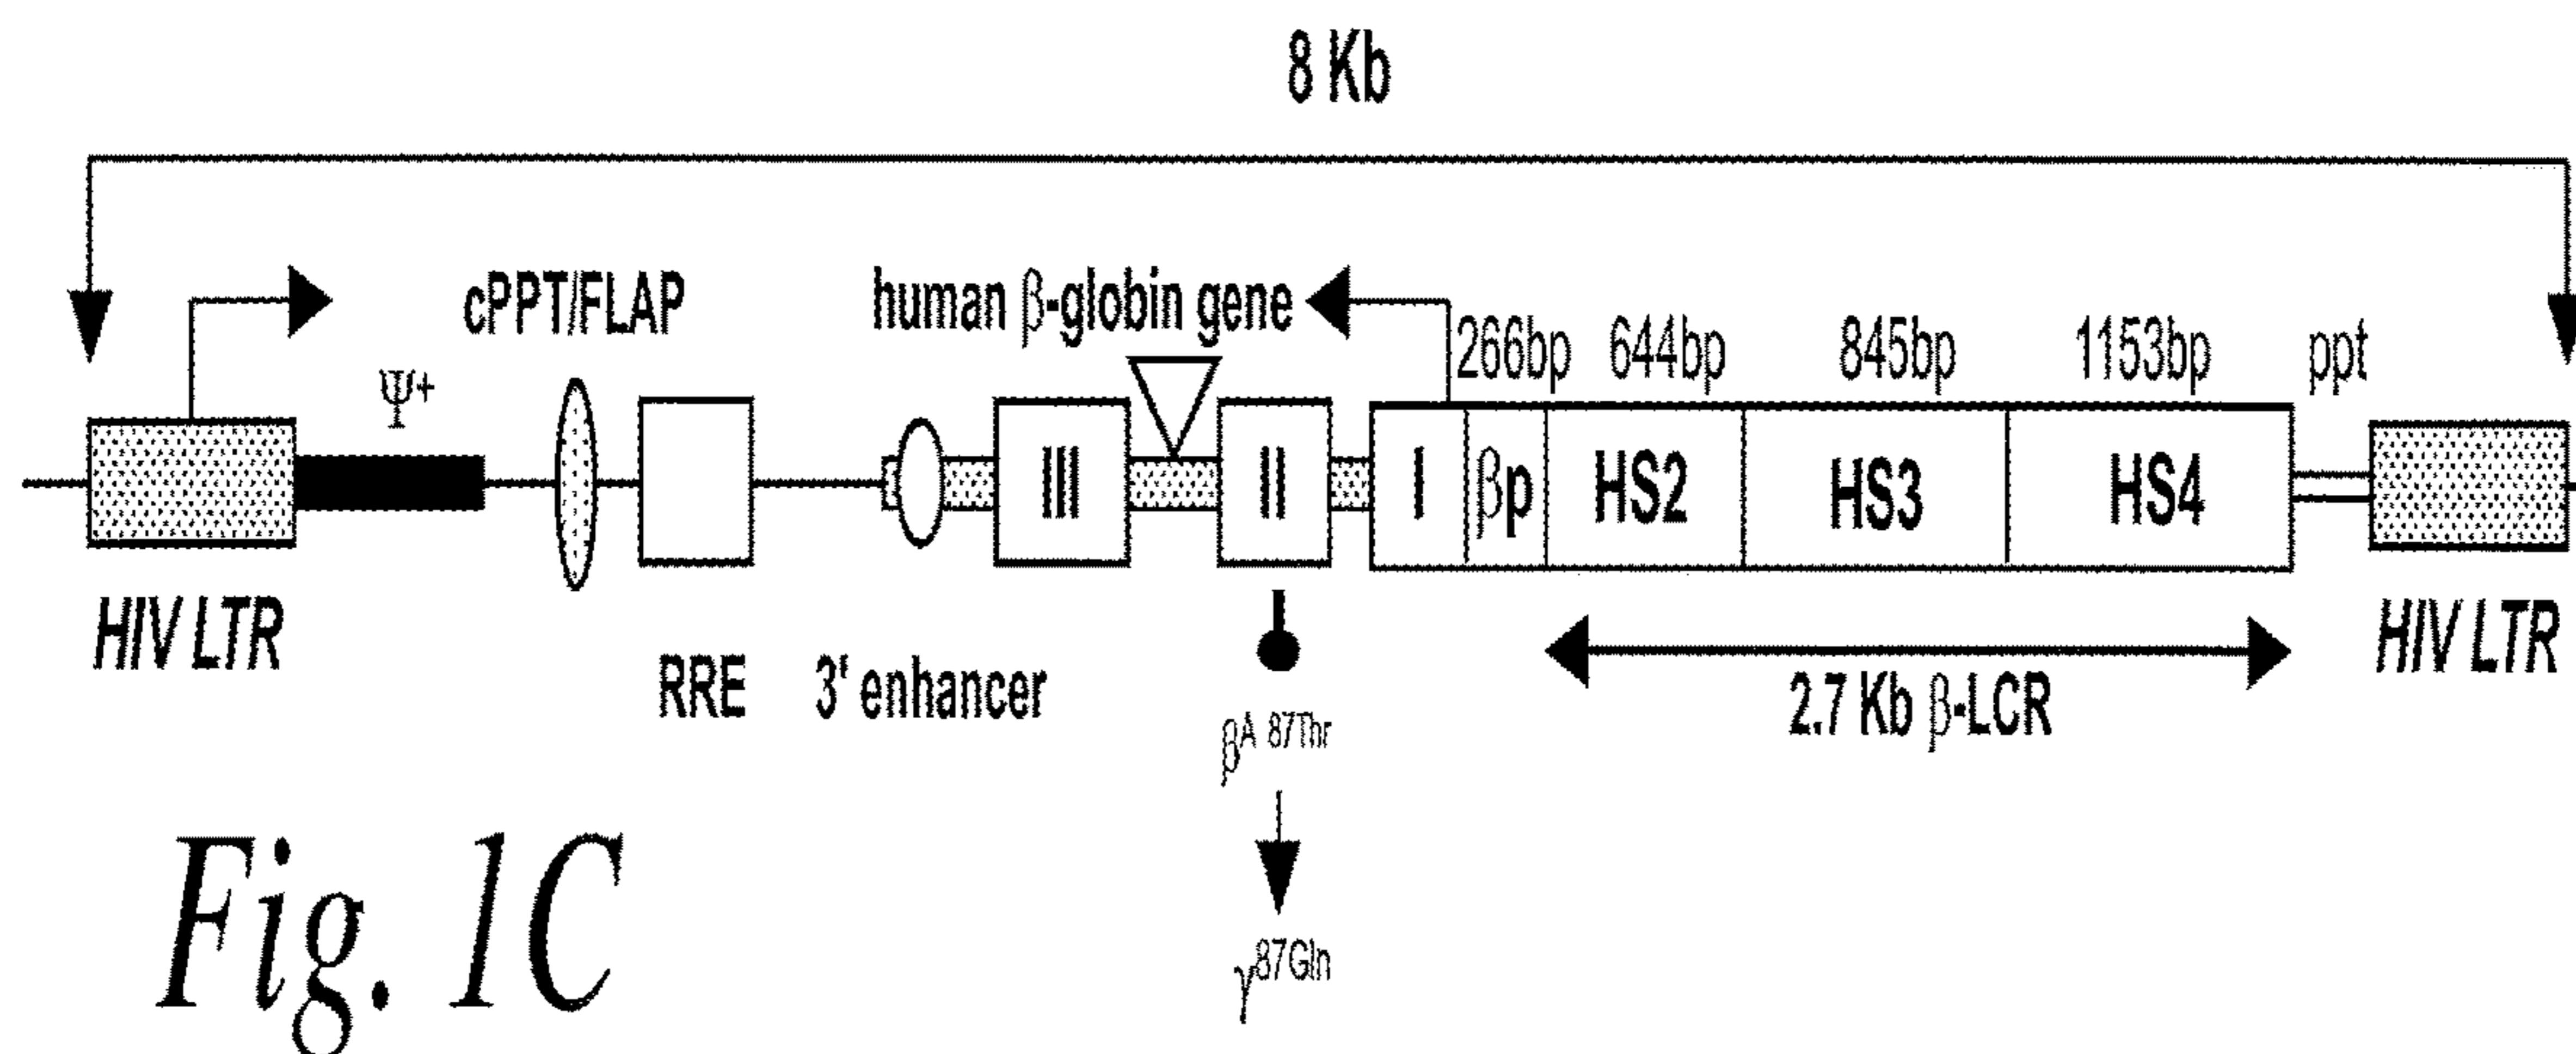 8 Kb
cPPT/FLAP
human β-globin gene
266bp 644bp 845bp 1153bp ppt
Ψ+
III II I βp HS2 HS3 HS4
HIV LTR
RRE 3' enhancer
2.7 Kb β-LCR
HIV LTR
βA 87Thr
γ87Gln
Fig. 1C